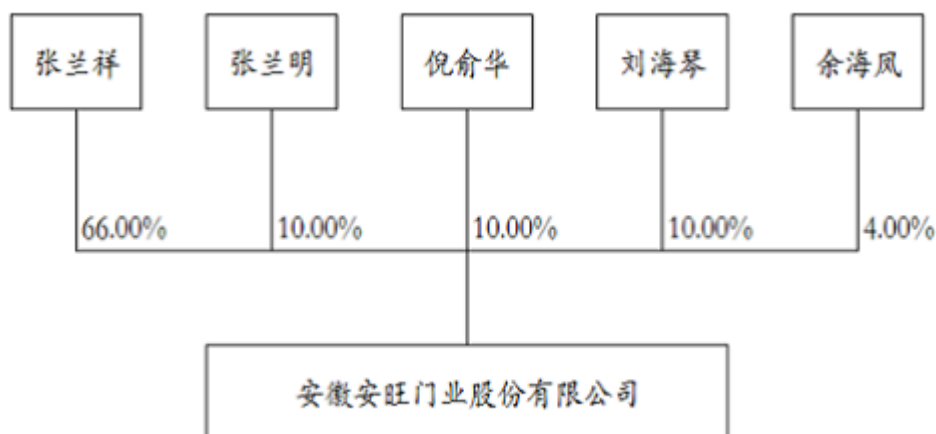 张兰祥 张兰明 倪俞华 刘海琴 余海凤
66.00% 10.00% 10.00% 10.00% 4.00%
安徽安旺门业股份有限公司